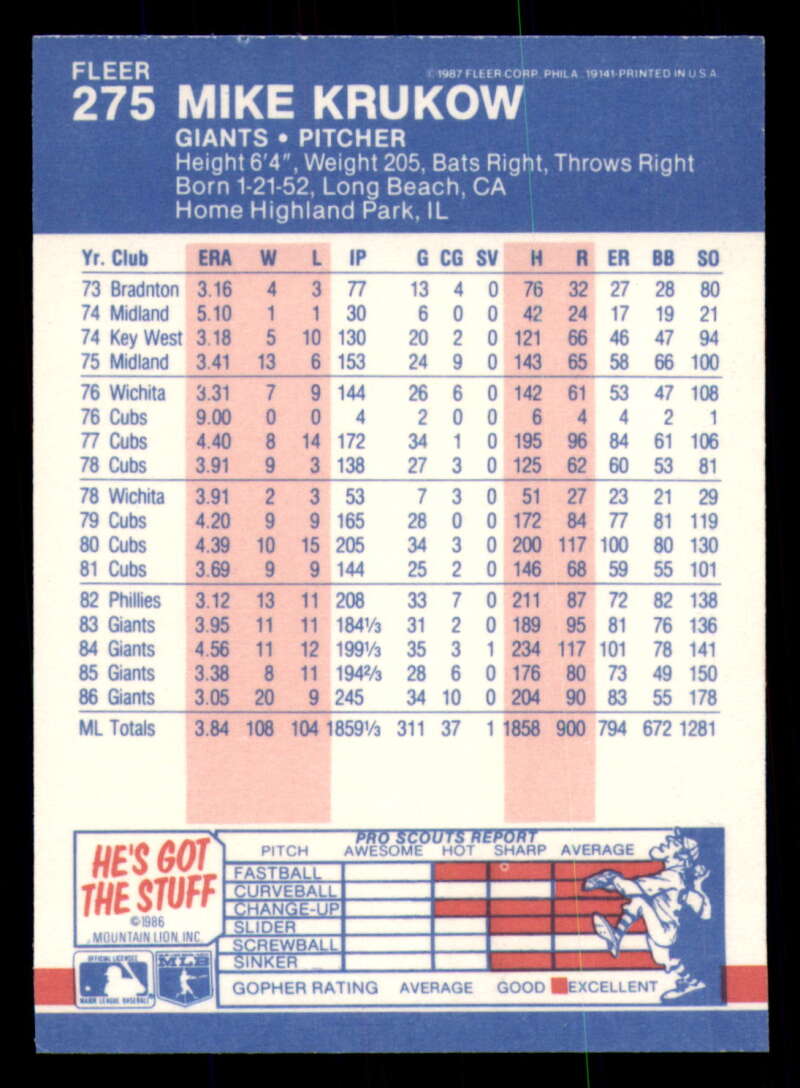 FLEER
©1987 FLEER CORP. PHILA. 19141-PRINTED IN U.S.A.
275 MIKE KRUKOW
GIANTS • PITCHER
Height 6'4", Weight 205, Bats Right, Throws Right
Born 1-21-52, Long Beach, CA
Home Highland Park, IL
Yr. Club ERA W L IP G CG SV H R ER BB SO
73 Bradnton 3.16 4 3 77 13 4 0 76 32 27 28 80
74 Midland 5.10 1 1 30 6 0 0 42 24 17 19 21
74 Key West 3.18 5 10 130 20 2 0 121 66 46 47 94
75 Midland 3.41 13 6 153 24 9 0 143 65 58 66 100
76 Wichita 3.31 7 9 144 26 6 0 142 61 53 47 108
76 Cubs 9.00 0 0 4 2 0 0 6 4 4 2 1
77 Cubs 4.40 8 14 172 34 1 0 195 96 84 61 106
78 Cubs 3.91 9 3 138 27 3 0 125 62 60 53 81
78 Wichita 3.91 2 3 53 7 3 0 51 27 23 21 29
79 Cubs 4.20 9 9 165 28 0 0 172 84 77 81 119
80 Cubs 4.39 10 15 205 34 3 0 200 117 100 80 130
81 Cubs 3.69 9 9 144 25 2 0 146 68 59 55 101
82 Phillies 3.12 13 11 208 33 7 0 211 87 72 82 138
83 Giants 3.95 11 11 184⅓ 31 2 0 189 95 81 76 136
84 Giants 4.56 11 12 199⅓ 35 3 1 234 117 101 78 141
85 Giants 3.38 8 11 194⅔ 28 6 0 176 80 73 49 150
86 Giants 3.05 20 9 245 34 10 0 204 90 83 55 178
ML Totals 3.84 108 104 1859⅓ 311 37 1 1858 900 794 672 1281
HE'S GOT
THE STUFF
©1986
MOUNTAIN LION, INC.
OFFICIAL LICENSEE
MAJOR LEAGUE BASEBALL
MLB
PRO SCOUTS REPORT
PITCH AWESOME HOT SHARP AVERAGE
FASTBALL
CURVEBALL
CHANGE-UP
SLIDER
SCREWBALL
SINKER
GOPHER RATING AVERAGE GOOD EXCELLENT